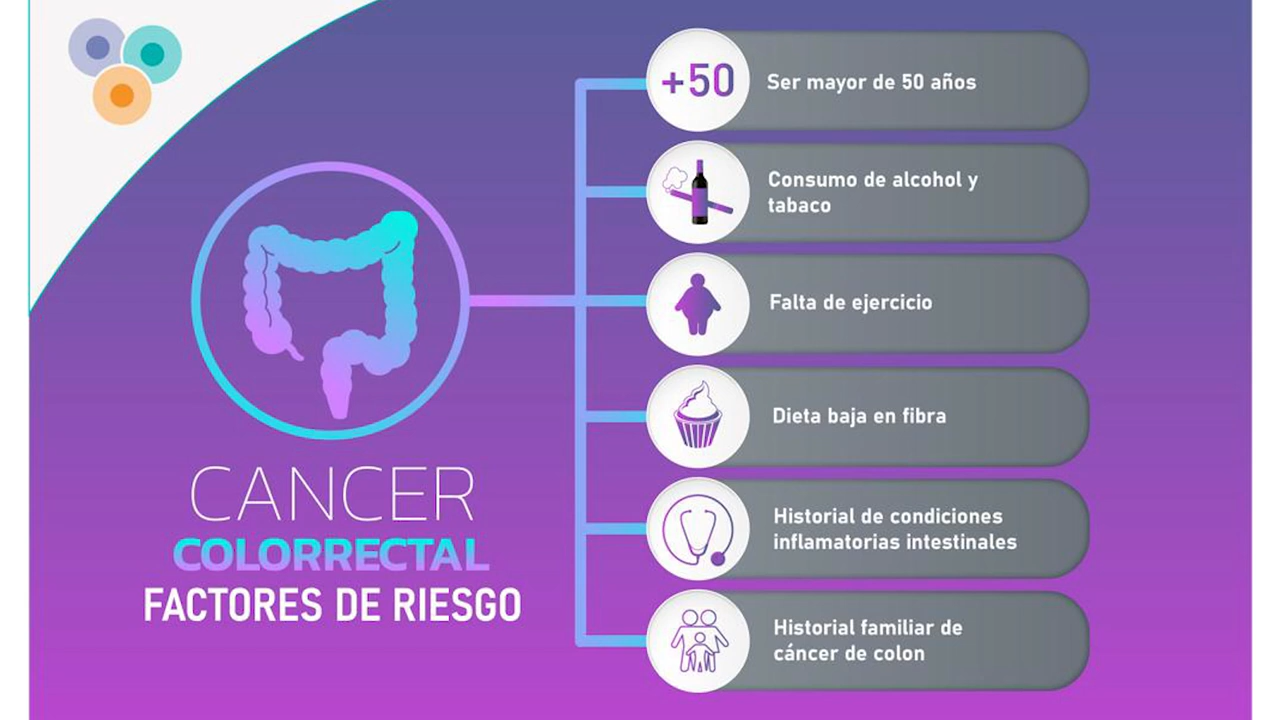 CANCER
COLORRECTAL
FACTORES DE RIESGO
+50
Ser mayor de 50 años
Consumo de alcohol y
tabaco
Falta de ejercicio
Dieta baja en fibra
Historial de condiciones
inflamatorias intestinales
Historial familiar de
cáncer de colon